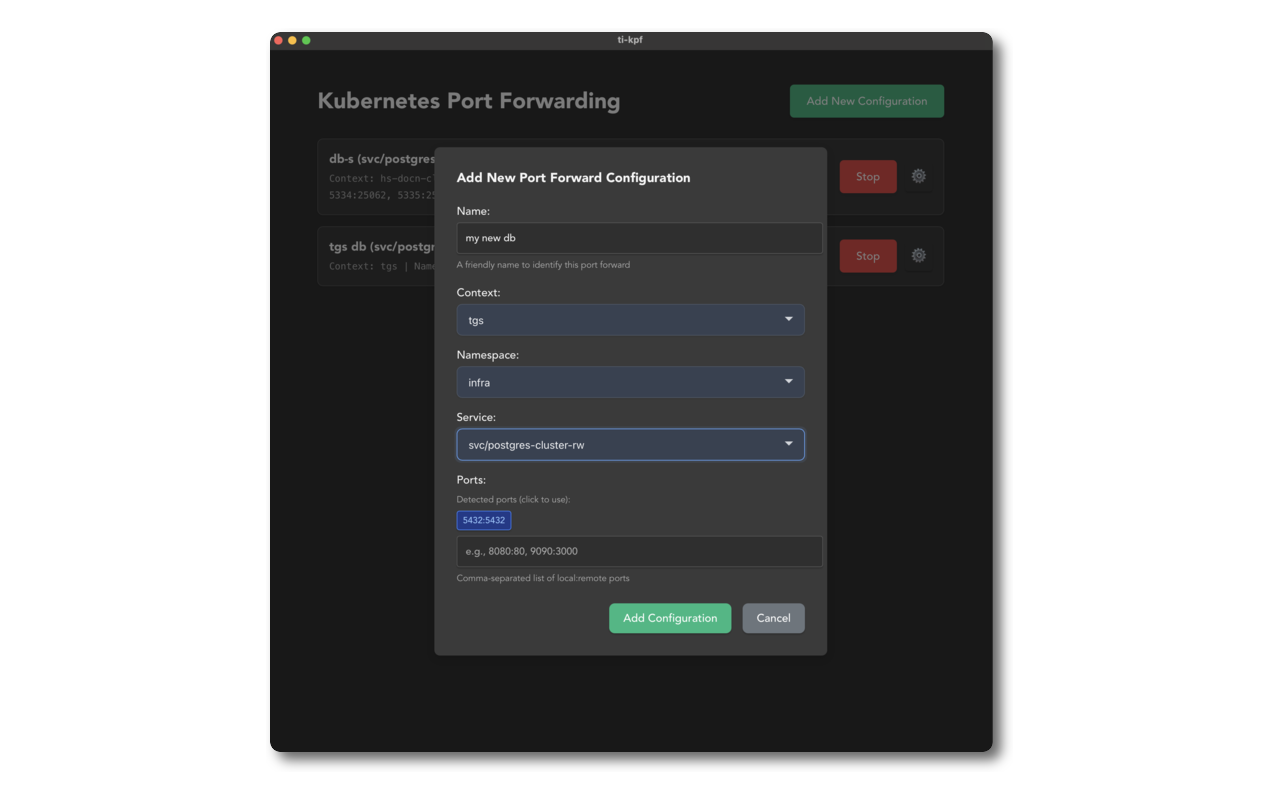 ti-kpf
Kubernetes Port Forwarding
Add New Configuration
db-s (svc/postgres
Context: hs-docn-c
5334:25062, 5335:25
Stop
tgs db (svc/postgr
Context: tgs | Name
Stop
Add New Port Forward Configuration
Name:
my new db
A friendly name to identify this port forward
Context:
tgs
Namespace:
infra
Service:
svc/postgres-cluster-rw
Ports:
Detected ports (click to use):
5432:5432
e.g., 8080:80, 9090:3000
Comma-separated list of local:remote ports
Add Configuration
Cancel